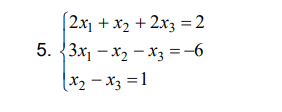 2x₁ + x₂ + 2x₃ = 2
5. 3x₁ − x₂ − x₃ = −6
x₂ − x₃ = 1